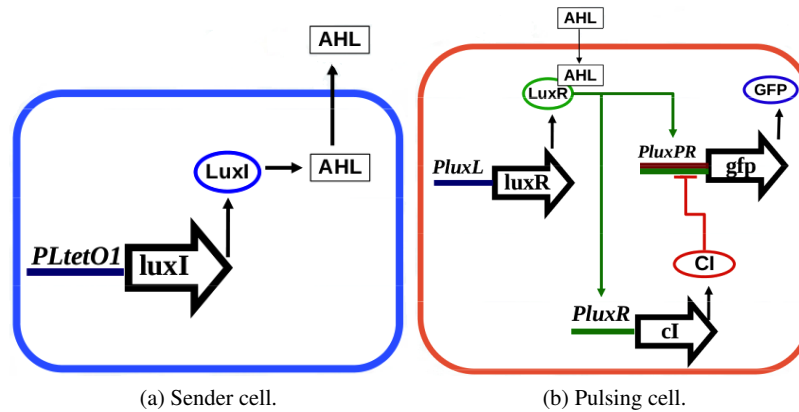 AHL
LuxI
AHL
PLtetO1
luxI
(a) Sender cell.
AHL
AHL
LuxR
GFP
PluxL
luxR
PluxPR
gfp
CI
PluxR
cI
(b) Pulsing cell.